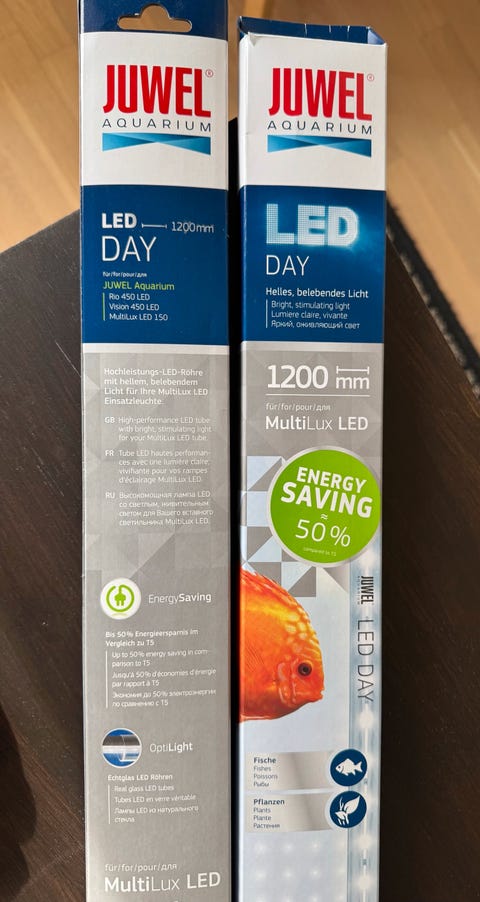 JUWEL®
AQUARIUM
LED 1200mm
DAY
für/for/pour/для
JUWEL Aquarium
Rio 450 LED
Vision 450 LED
MultiLux LED 150
Hochleistungs-LED-Röhre
mit hellem, belebendem
Licht für Ihre MultiLux LED
Einsatzleuchte.
GB High-performance LED tube
with bright, stimulating light
for your MultiLux LED tube.
FR Tube LED hautes performan-
ces avec une lumière claire,
vivifiante pour vos rampes
d'éclairage MultiLux LED.
RU Высокомощная лампа LED
со светлым, живительным
светом для Вашего вставного
светильника MultiLux LED.
EnergySaving
Bis 50% Energieersparnis im
Vergleich zu T5
Up to 50% energy saving in com-
parison to T5
Jusqu'à 50% d'économies d'énergie
par rapport à T5
Экономия до 50% электроэнергии
по сравнению с T5
OptiLight
Echtglas LED Röhren
Real glass LED tubes
Tubes LED en verre véritable
Лампы LED из натурального
стекла
für/for/pour/для
MultiLux LED
JUWEL®
AQUARIUM
LED
DAY
Helles, belebendes Licht
Bright, stimulating light
Lumière claire, vivante
Яркий, оживляющий свет
1200 mm
für/for/pour/для
MultiLux LED
ENERGY
SAVING
≈
50%
compared to T5
JUWEL
LED DAY
Fische
Fishes
Poissons
Рыбы
Pflanzen
Plants
Plante
Растения